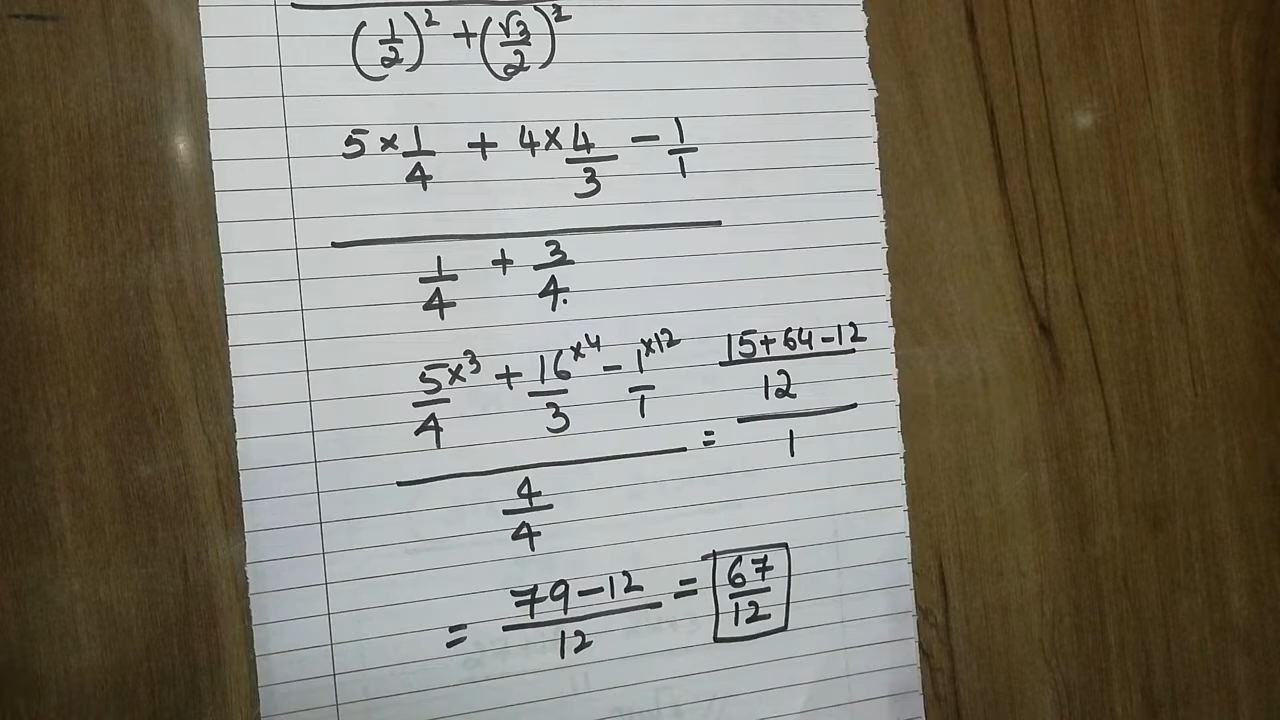 (1/2)² + (√3/2)²
5 × 1/4 + 4 × 4/3 − 1/1
1/4 + 3/4.
5/4 ×3 + 16/3 ×4 − 1/1 ×12 = 15+64−12 / 12 / 1
4/4
= 79−12 / 12 = 67/12